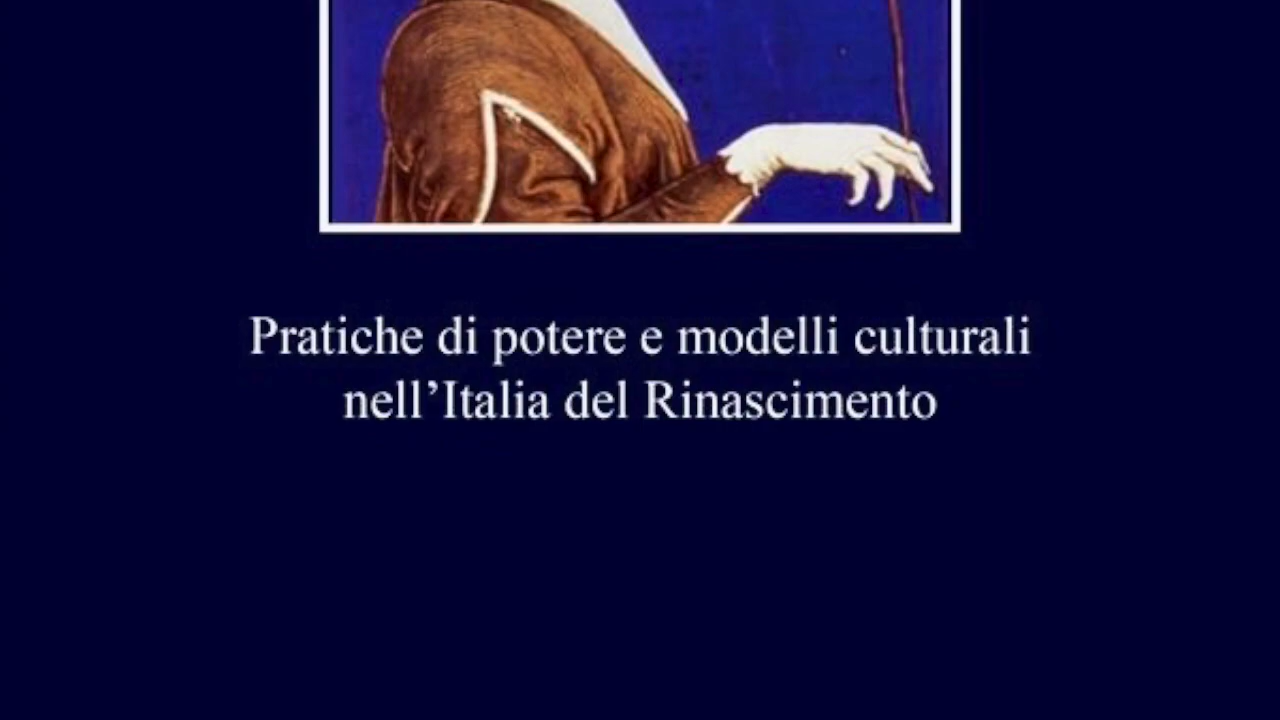 Pratiche di potere e modelli culturali
nell’Italia del Rinascimento